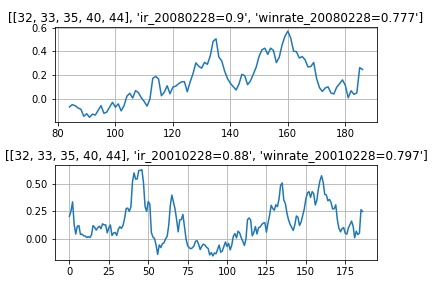 [[32, 33, 35, 40, 44], 'ir_20080228=0.9', 'winrate_20080228=0.777']
0.6
0.4
0.2
0.0
80 100 120 140 160 180
[[32, 33, 35, 40, 44], 'ir_20010228=0.88', 'winrate_20010228=0.797']
0.50
0.25
0.00
0 25 50 75 100 125 150 175